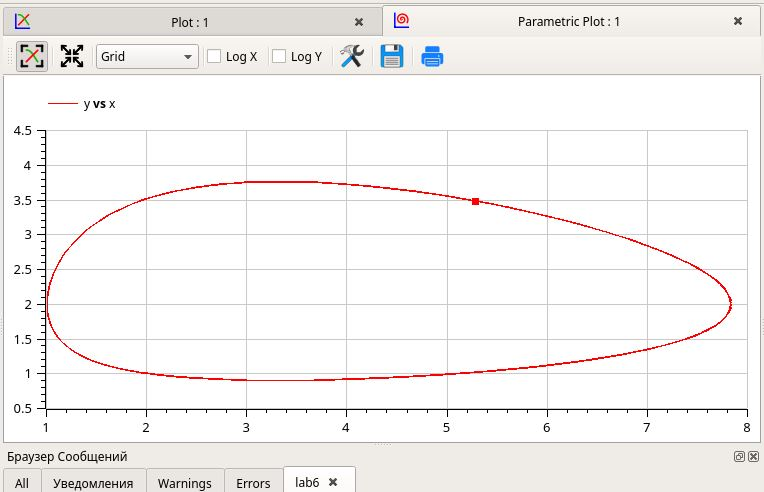 Plot : 1
Parametric Plot : 1
Grid
Log X
Log Y
y vs x
4.5
4
3.5
3
2.5
2
1.5
1
0.5
1 2 3 4 5 6 7 8
Браузер Сообщений
All Уведомления Warnings Errors lab6